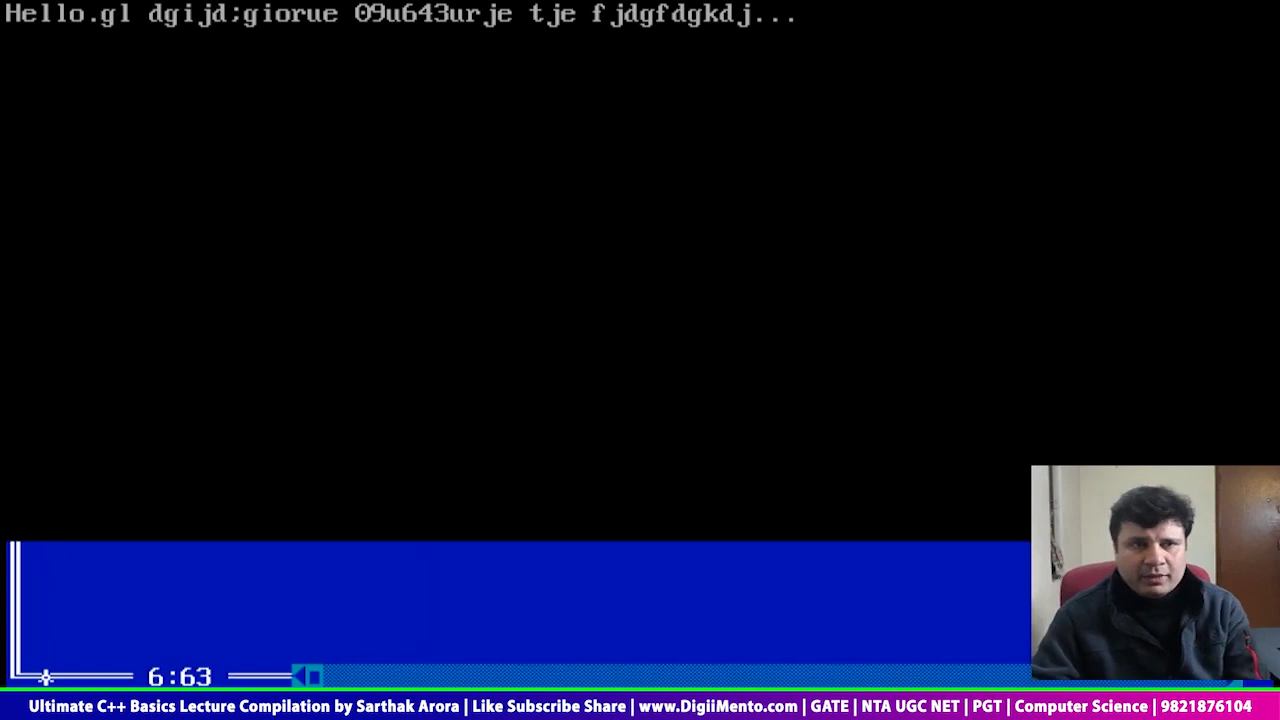 Hello.gl dgijd;giorue 09u643urje tje fjdgfdgkdj...
6:63
Ultimate C++ Basics Lecture Compilation by Sarthak Arora | Like Subscribe Share | www.DigiiMento.com | GATE | NTA UGC NET | PGT | Computer Science | 9821876104